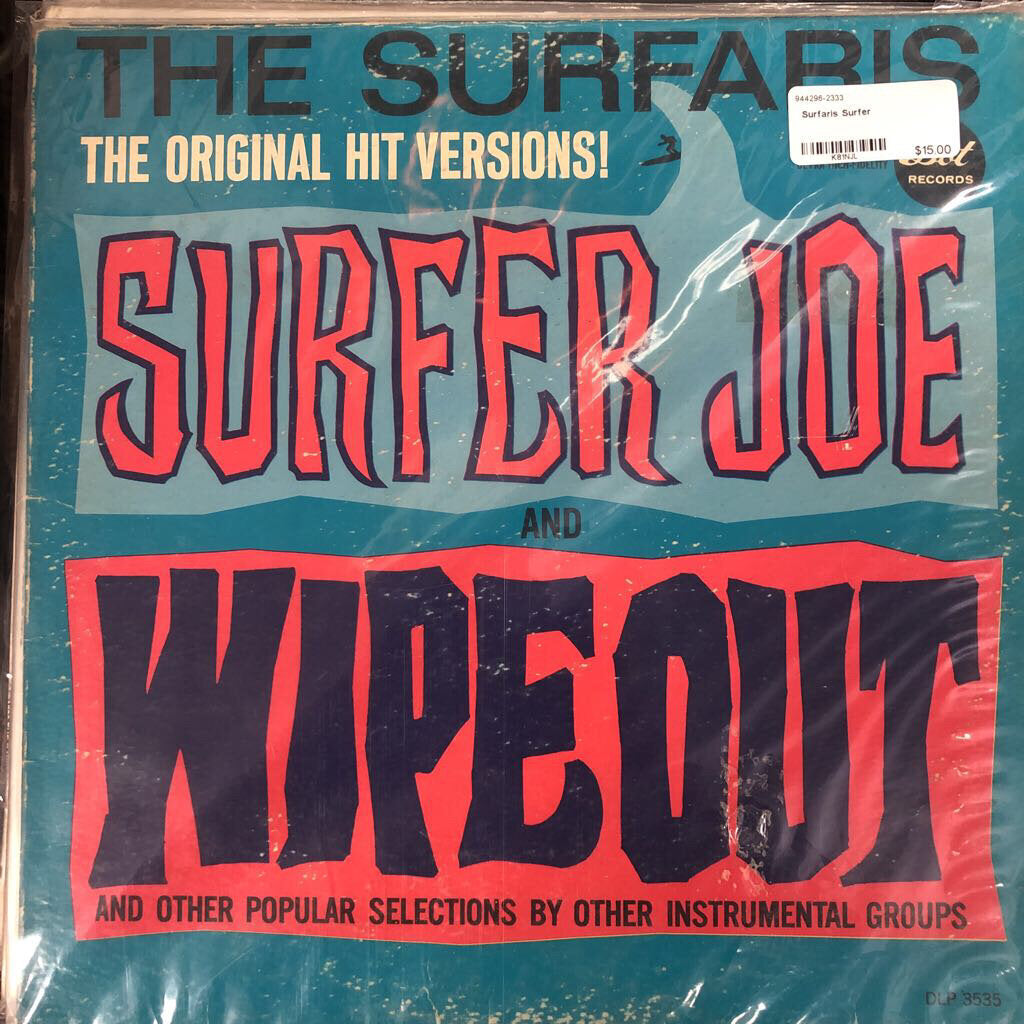 THE SURFARIS
944296-2333
Surfaris Surfer
THE ORIGINAL HIT VERSIONS!
K81NJL
$15.00
Dot
RECORDS
SURFER JOE
AND
WIPEOUT
AND OTHER POPULAR SELECTIONS BY OTHER INSTRUMENTAL GROUPS
DLP 3535